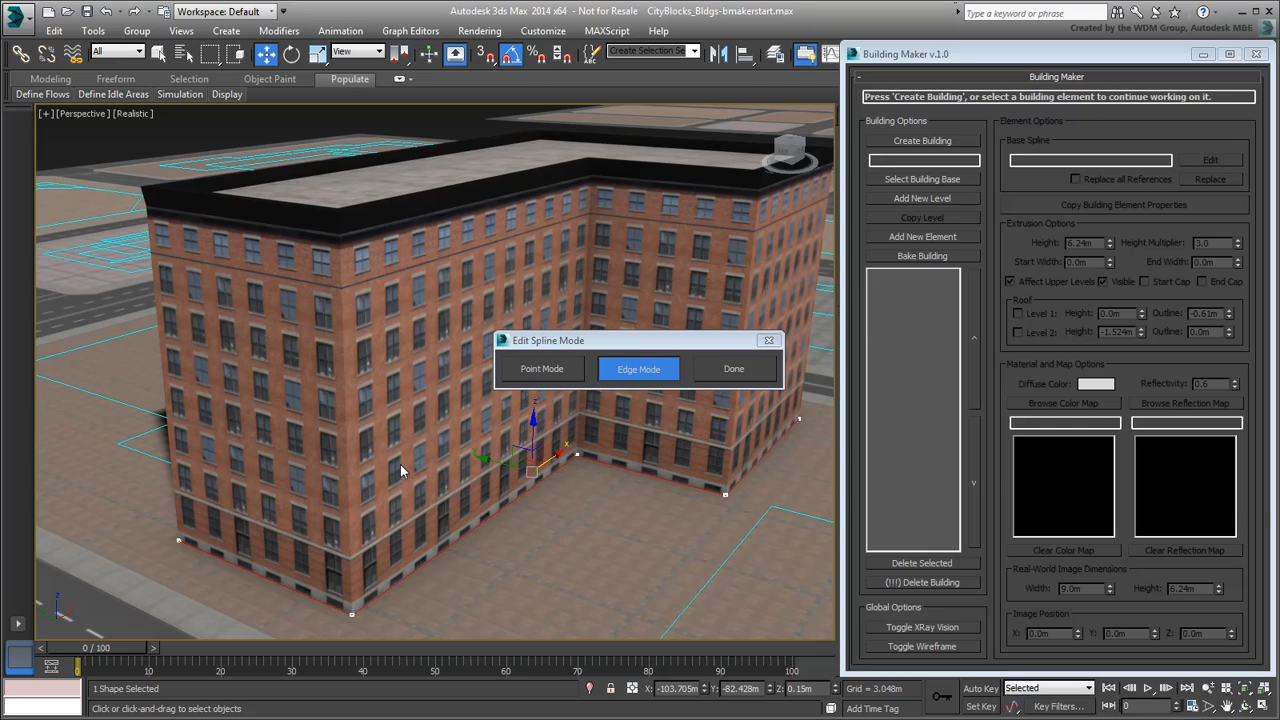 Workspace: Default
Autodesk 3ds Max 2014 x64 - Not for Resale   CityBlocks_Bldgs-bmakerstart.max
Type a keyword or phrase
Created by the WDM Group, Autodesk MBE
Edit   Tools   Group   Views   Create   Modifiers   Animation   Graph Editors   Rendering   Customize   MAXScript   Help
All   View   3   Create Selection Se
Modeling   Freeform   Selection   Object Paint   Populate
Define Flows   Define Idle Areas   Simulation   Display
[+] [Perspective] [Realistic]
Edit Spline Mode
Point Mode   Edge Mode   Done
z
x
z
x
Building Maker v.1.0
- Building Maker
Press 'Create Building', or select a building element to continue working on it.
Building Options
Create Building
Select Building Base
Add New Level
Copy Level
Add New Element
Bake Building
^
v
Delete Selected
(!!!) Delete Building
Global Options
Toggle XRay Vision
Toggle Wireframe
Element Options
Base Spline
Edit
Replace all References   Replace
Copy Building Element Properties
Extrusion Options
Height: 6.24m   Height Multiplier: 3.0
Start Width: 0.0m   End Width: 0.0m
Affect Upper Levels   Visible   Start Cap   End Cap
Roof
Level 1:   Height: 0.0m   Outline: -0.61m
Level 2:   Height: -1.524m   Outline: 0.0m
Material and Map Options
Diffuse Color:   Reflectivity: 0.6
Browse Color Map   Browse Reflection Map
Clear Color Map   Clear Reflection Map
Real-World Image Dimensions
Width: 9.0m   Height: 6.24m
Image Position
X: 0.0m   Y: 0.0m   Z: 0.0m
< 0 / 100 >
0   10   20   30   40   50   60   70   80   90   100
1 Shape Selected   X: -103.705m   Y: -82.428m   Z: 0.15m   Grid = 3.048m   Auto Key   Selected
Click or click-and-drag to select objects   Add Time Tag   Set Key   Key Filters...   0